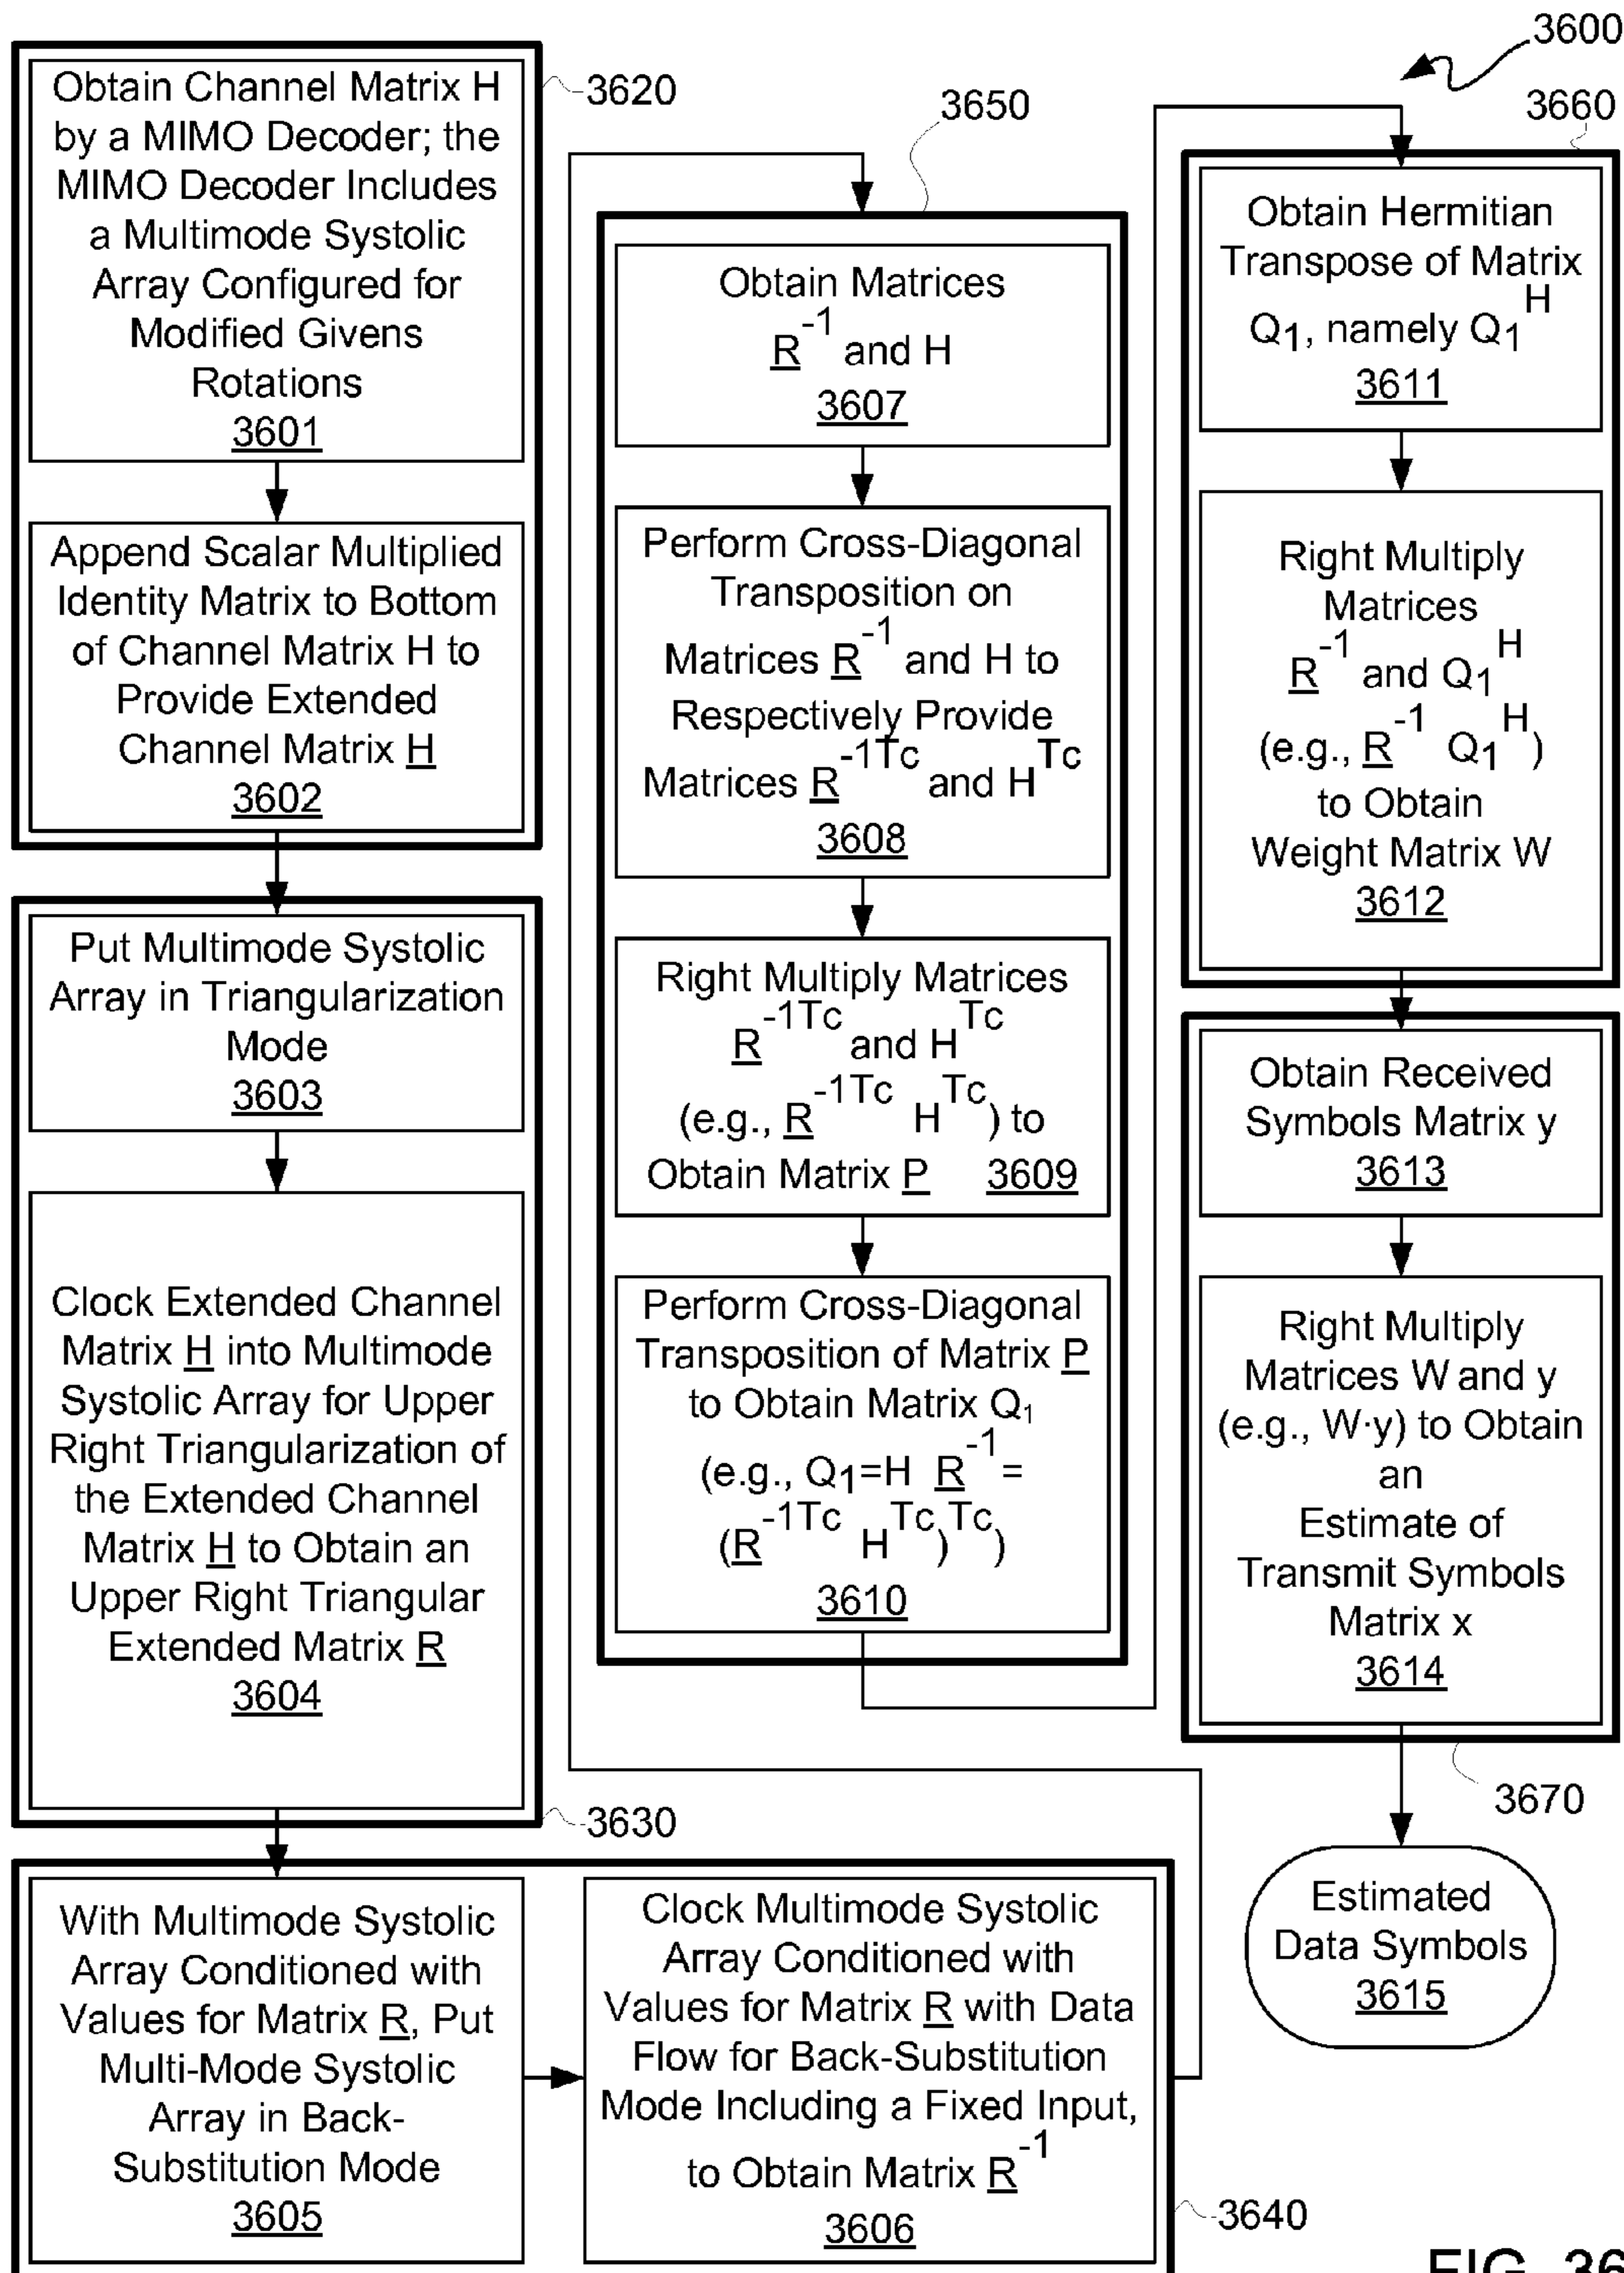 3600
Obtain Channel Matrix H
by a MIMO Decoder; the
MIMO Decoder Includes
a Multimode Systolic
Array Configured for
Modified Givens
Rotations
3601
3620
Append Scalar Multiplied
Identity Matrix to Bottom
of Channel Matrix H to
Provide Extended
Channel Matrix H
3602
Put Multimode Systolic
Array in Triangularization
Mode
3603
Clock Extended Channel
Matrix H into Multimode
Systolic Array for Upper
Right Triangularization of
the Extended Channel
Matrix H to Obtain an
Upper Right Triangular
Extended Matrix R
3604
3630
With Multimode Systolic
Array Conditioned with
Values for Matrix R, Put
Multi-Mode Systolic
Array in Back-
Substitution Mode
3605
Clock Multimode Systolic
Array Conditioned with
Values for Matrix R with Data
Flow for Back-Substitution
Mode Including a Fixed Input,
to Obtain Matrix R⁻¹
3606
3640
3650
Obtain Matrices
R⁻¹ and H
3607
Perform Cross-Diagonal
Transposition on
Matrices R⁻¹ and H to
Respectively Provide
Matrices R^-1Tc and H^Tc
3608
Right Multiply Matrices
R^-1Tc and H^Tc
(e.g., R^-1Tc H^Tc) to
Obtain Matrix P 3609
Perform Cross-Diagonal
Transposition of Matrix P
to Obtain Matrix Q₁
(e.g., Q₁=H R⁻¹=
(R^-1Tc H^Tc)^Tc)
3610
3660
Obtain Hermitian
Transpose of Matrix
Q₁, namely Q₁^H
3611
Right Multiply
Matrices
R⁻¹ and Q₁^H
(e.g., R⁻¹ Q₁^H)
to Obtain
Weight Matrix W
3612
Obtain Received
Symbols Matrix y
3613
Right Multiply
Matrices W and y
(e.g., W·y) to Obtain
an
Estimate of
Transmit Symbols
Matrix x
3614
3670
Estimated
Data Symbols
3615
FIG. 36